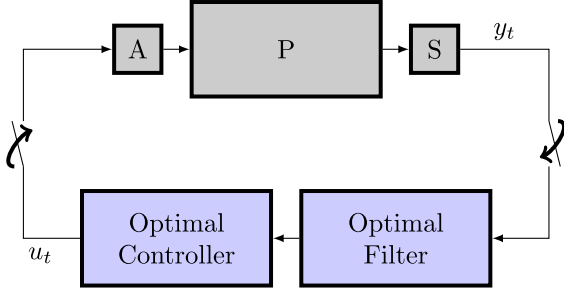 A
P
S
y_t
Optimal
Controller
Optimal
Filter
u_t